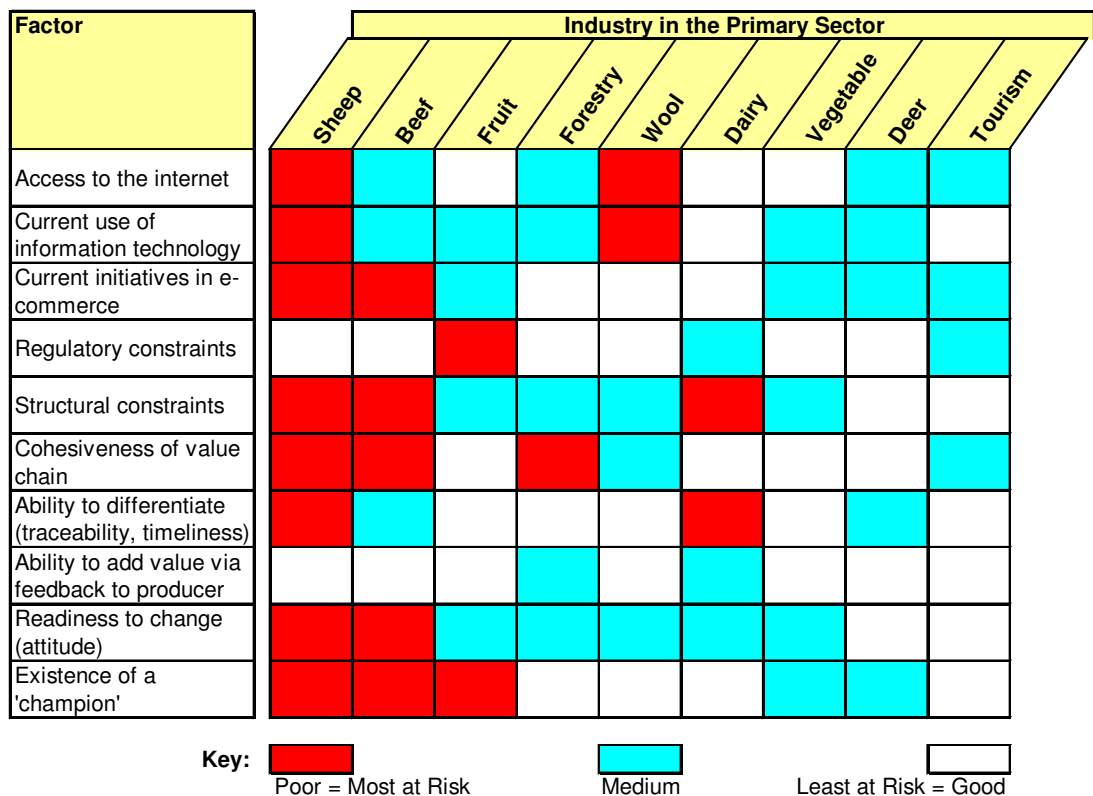 Factor
Industry in the Primary Sector
Sheep
Beef
Fruit
Forestry
Wool
Dairy
Vegetable
Deer
Tourism
Access to the internet
Current use of
information technology
Current initiatives in e-
commerce
Regulatory constraints
Structural constraints
Cohesiveness of value
chain
Ability to differentiate
(traceability, timeliness)
Ability to add value via
feedback to producer
Readiness to change
(attitude)
Existence of a
'champion'
Key:
Poor = Most at Risk
Medium
Least at Risk = Good